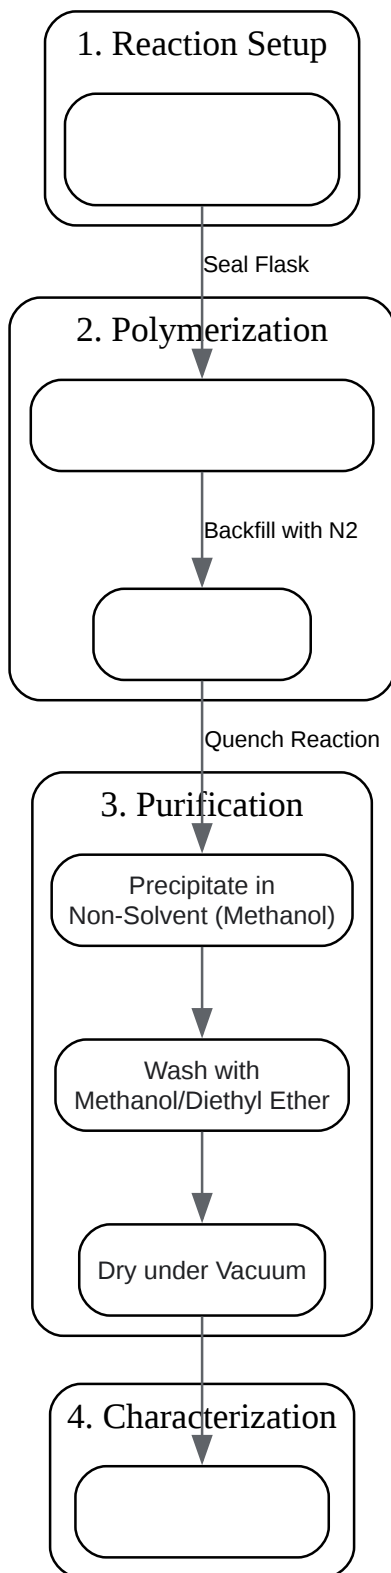 1. Reaction Setup
Seal Flask
2. Polymerization
Backfill with N2
Quench Reaction
3. Purification
Precipitate in
Non-Solvent (Methanol)
Wash with
Methanol/Diethyl Ether
Dry under Vacuum
4. Characterization